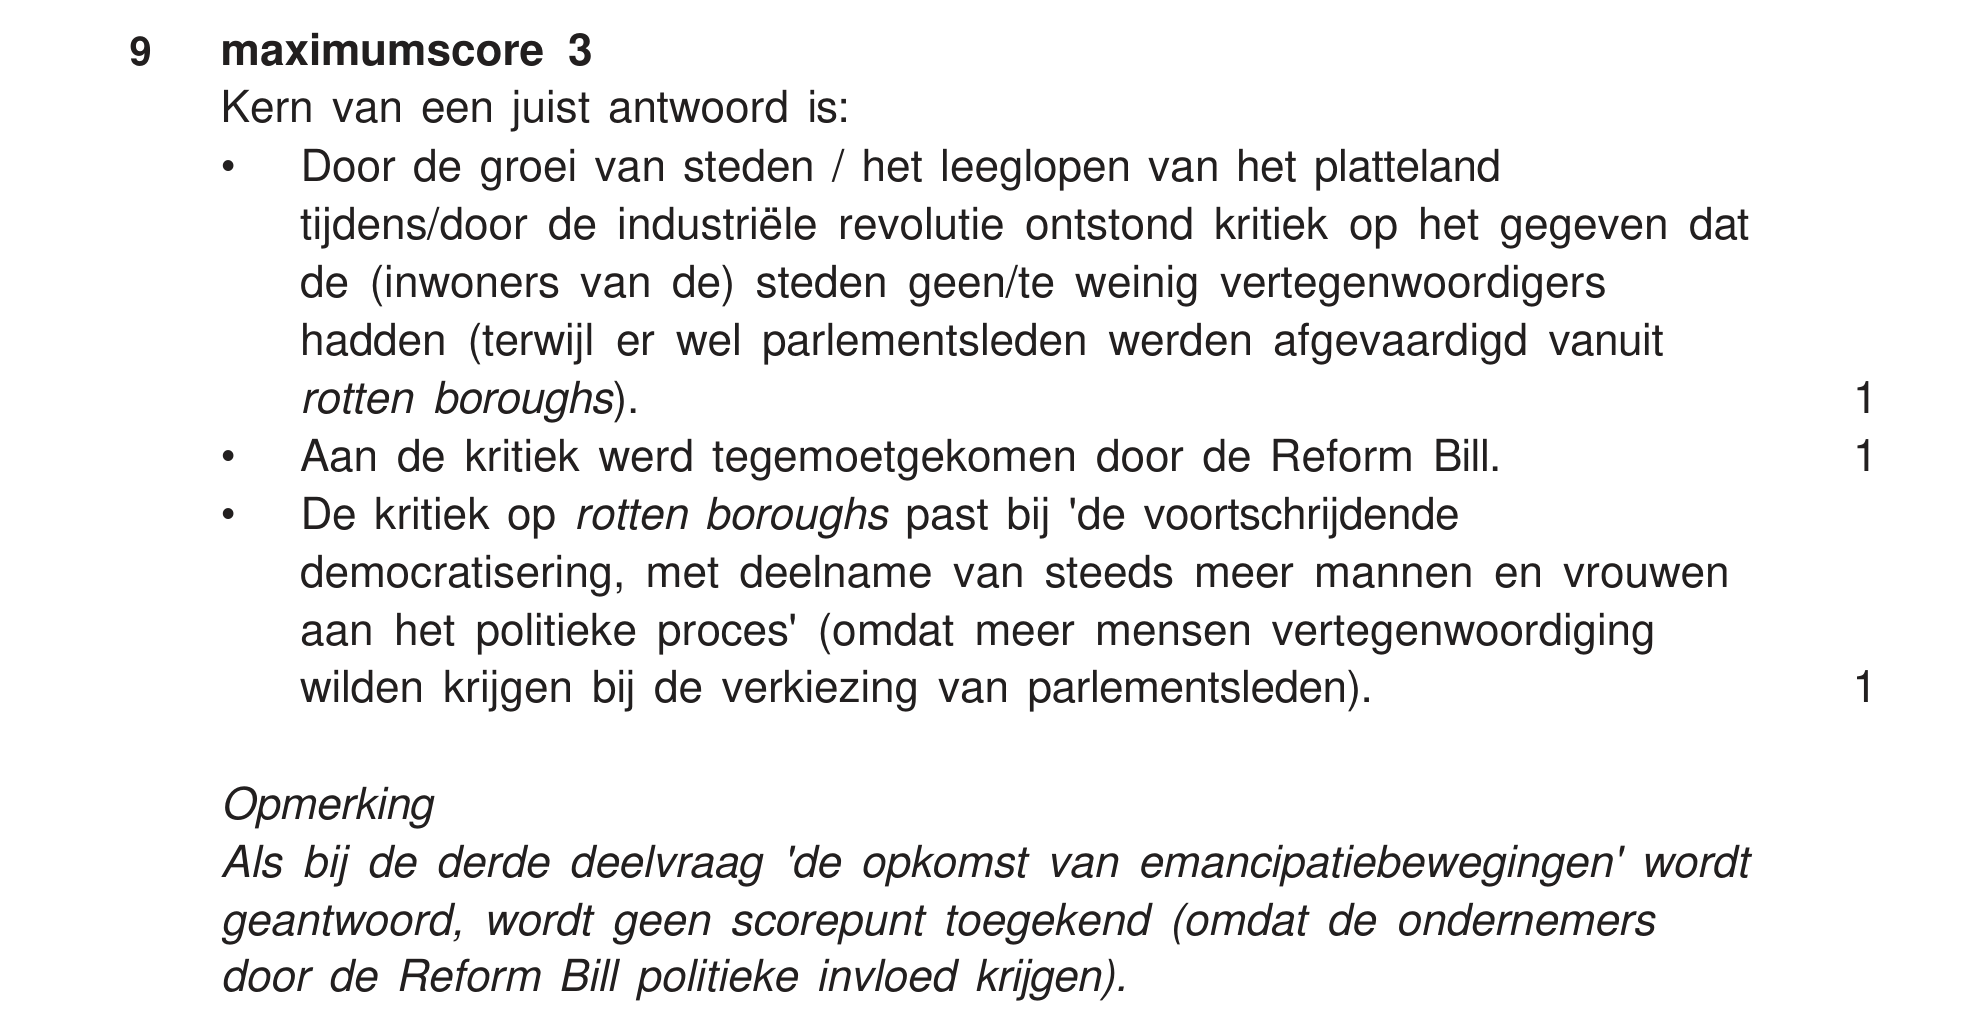 9 maximumscore 3
Kern van een juist antwoord is:
• Door de groei van steden / het leeglopen van het platteland
tijdens/door de industriële revolutie ontstond kritiek op het gegeven dat
de (inwoners van de) steden geen/te weinig vertegenwoordigers
hadden (terwijl er wel parlementsleden werden afgevaardigd vanuit
rotten boroughs). 1
• Aan de kritiek werd tegemoetgekomen door de Reform Bill. 1
• De kritiek op rotten boroughs past bij 'de voortschrijdende
democratisering, met deelname van steeds meer mannen en vrouwen
aan het politieke proces' (omdat meer mensen vertegenwoordiging
wilden krijgen bij de verkiezing van parlementsleden). 1
Opmerking
Als bij de derde deelvraag 'de opkomst van emancipatiebewegingen' wordt
geantwoord, wordt geen scorepunt toegekend (omdat de ondernemers
door de Reform Bill politieke invloed krijgen).